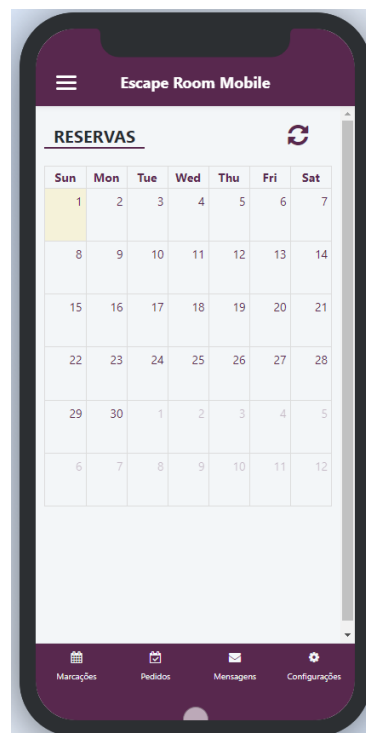 Escape Room Mobile
RESERVAS
Sun Mon Tue Wed Thu Fri Sat
1 2 3 4 5 6 7
8 9 10 11 12 13 14
15 16 17 18 19 20 21
22 23 24 25 26 27 28
29 30 1 2 3 4 5
6 7 8 9 10 11 12
Marcações Pedidos Mensagens Configurações